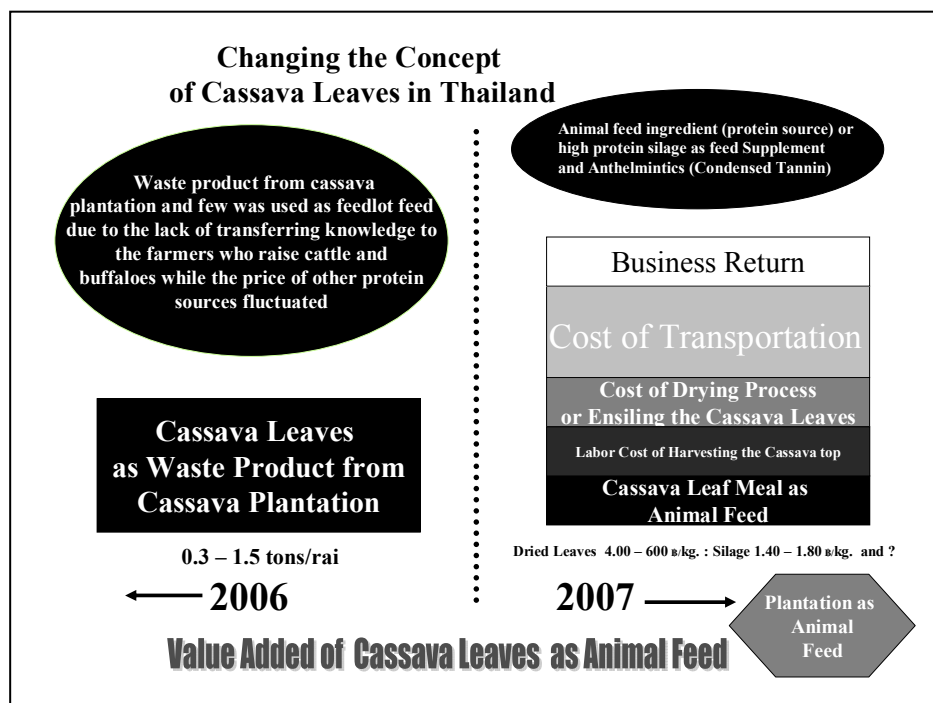 Changing the Concept
of Cassava Leaves in Thailand
Waste product from cassava
plantation and few was used as feedlot feed
due to the lack of transferring knowledge to
the farmers who raise cattle and
buffaloes while the price of other protein
sources fluctuated
Cassava Leaves
as Waste Product from
Cassava Plantation
0.3 – 1.5 tons/rai
2006
Animal feed ingredient (protein source) or
high protein silage as feed Supplement
and Anthelmintics (Condensed Tannin)
Business Return
Cost of Transportation
Cost of Drying Process
or Ensiling the Cassava Leaves
Labor Cost of Harvesting the Cassava top
Cassava Leaf Meal as
Animal Feed
Dried Leaves 4.00 – 600 ฿/kg. : Silage 1.40 – 1.80 ฿/kg. and ?
2007
Plantation as
Animal
Feed
Value Added of Cassava Leaves as Animal Feed